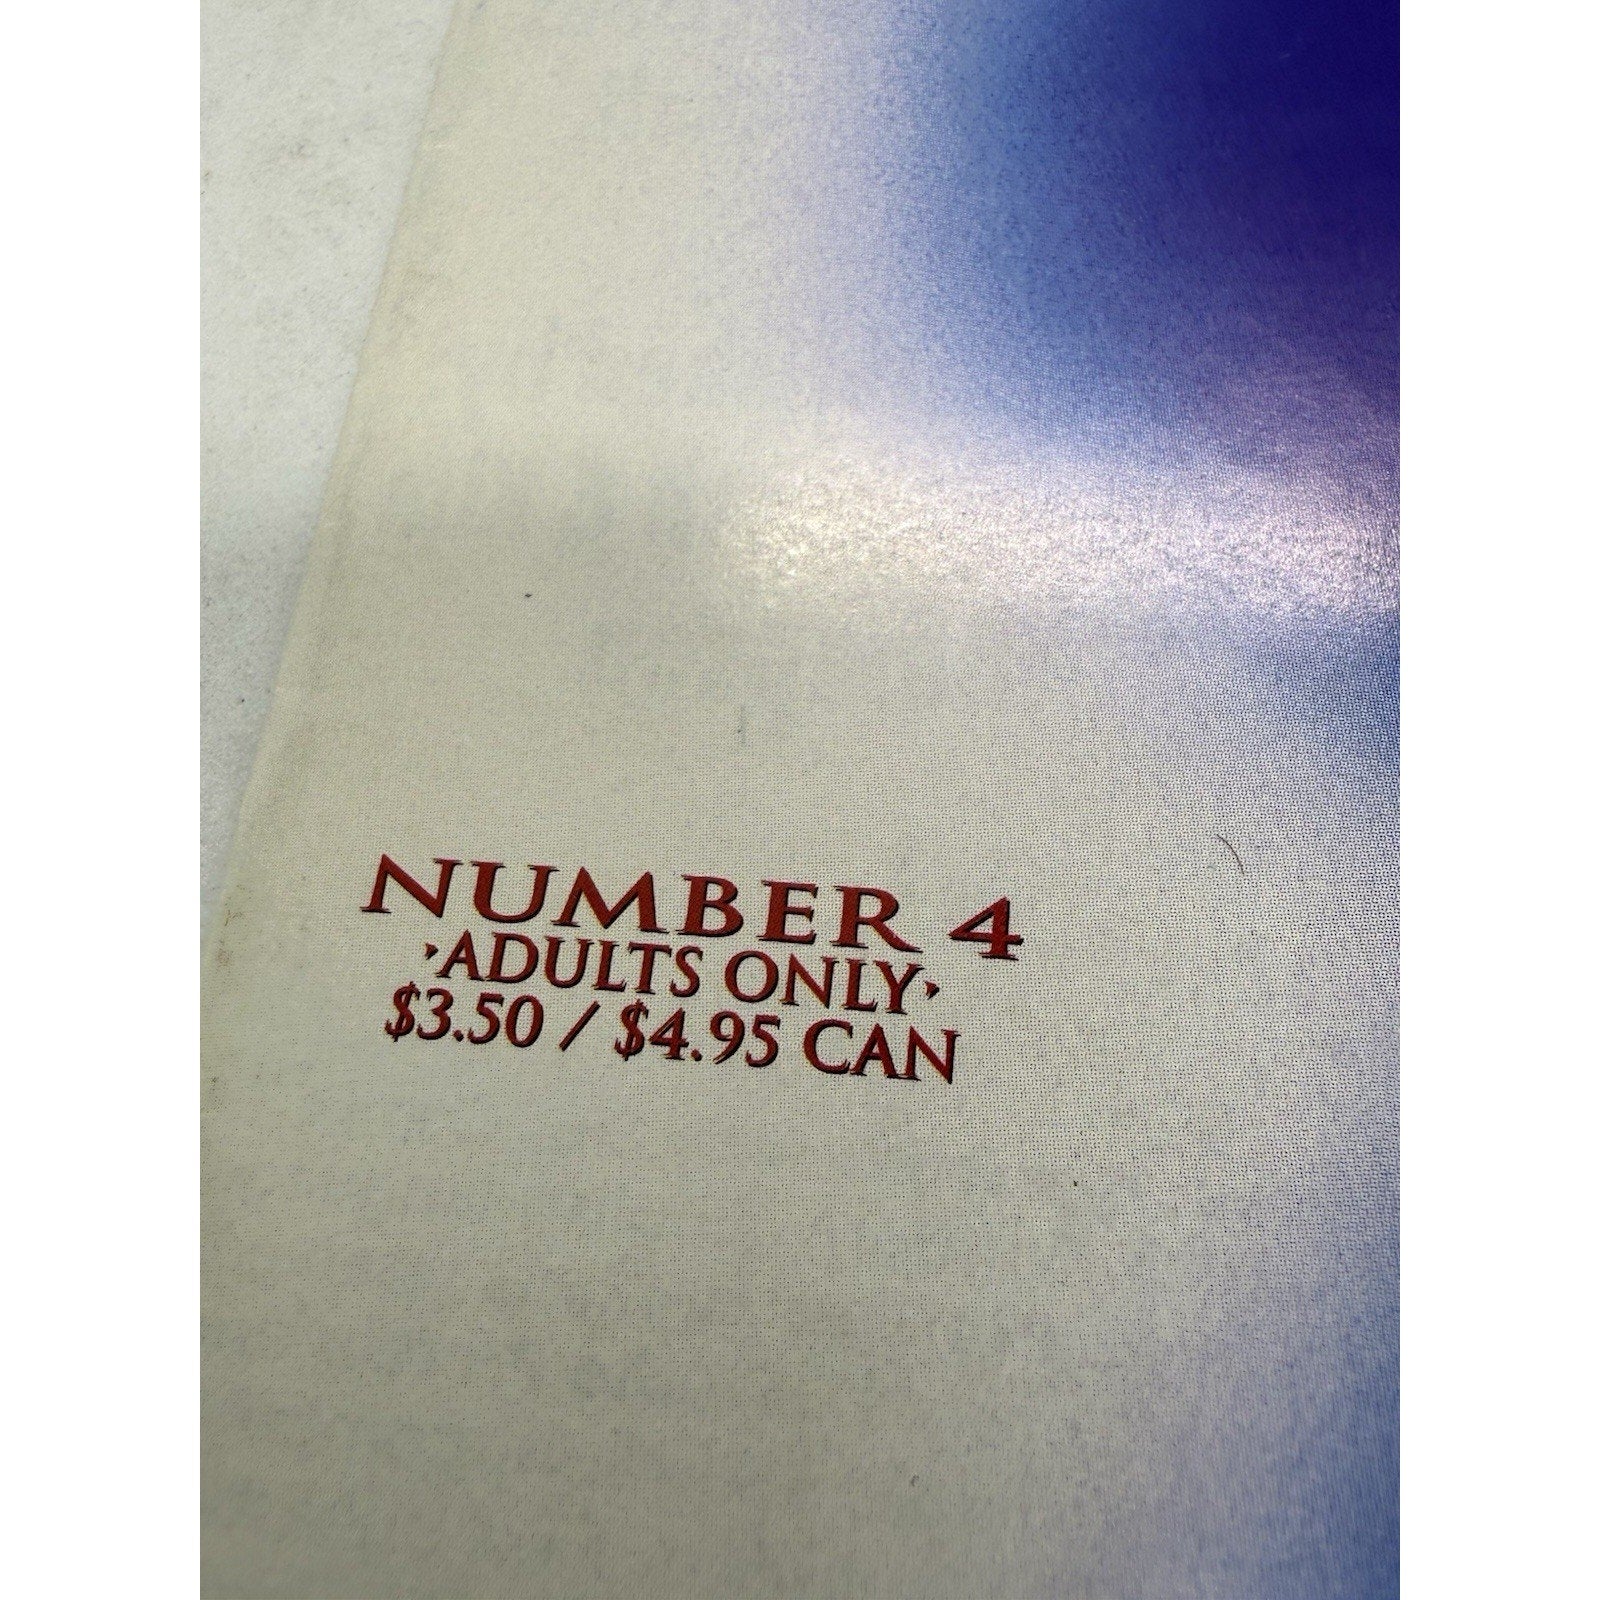 NUMBER 4
·ADULTS ONLY·
$3.50 / $4.95 CAN